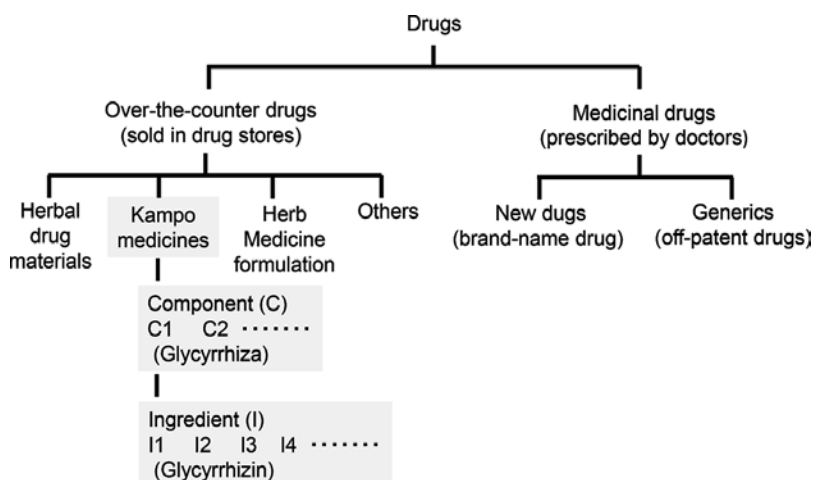 Drugs
Over-the-counter drugs
(sold in drug stores)
Medicinal drugs
(prescribed by doctors)
Herbal
drug
materials
Kampo
medicines
Herb
Medicine
formulation
Others
New dugs
(brand-name drug)
Generics
(off-patent drugs)
Component (C)
C1 C2 ·······
(Glycyrrhiza)
Ingredient (I)
I1 I2 I3 I4 ·······
(Glycyrrhizin)